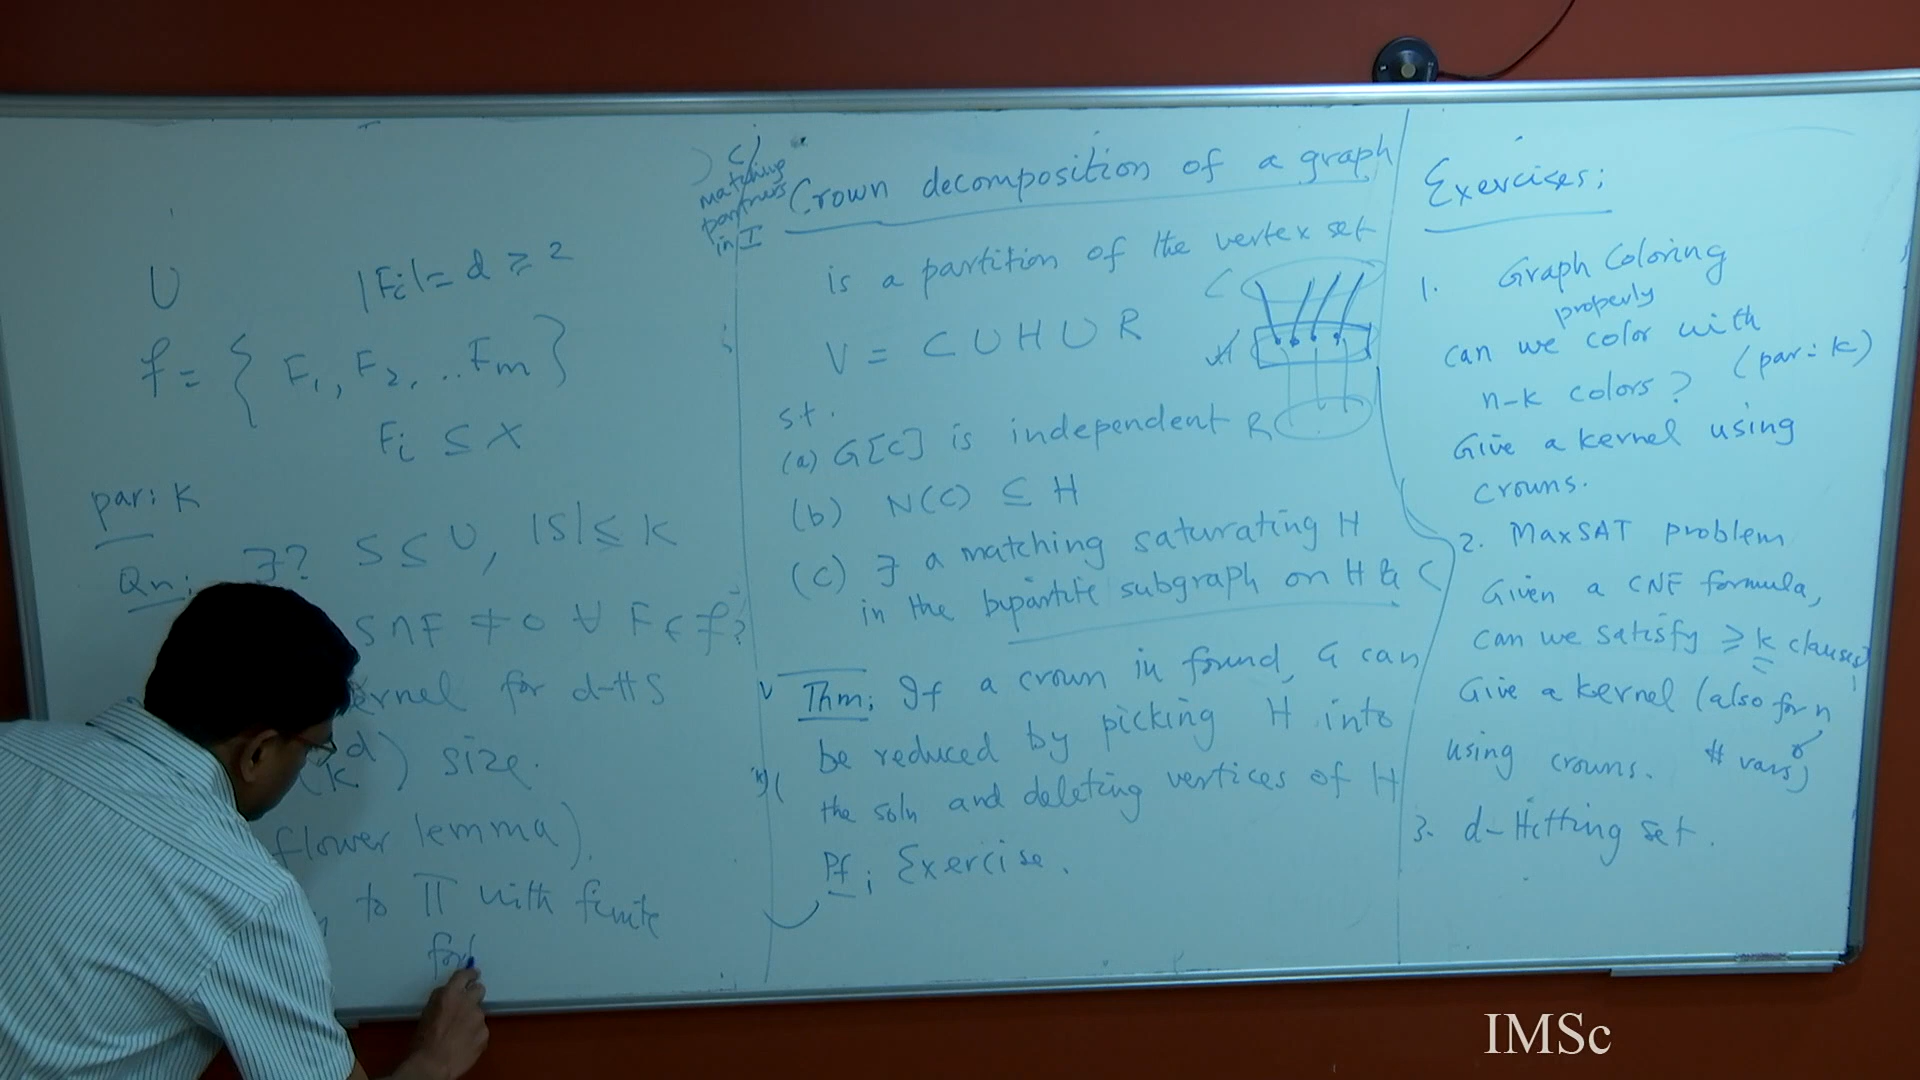 U |Fi| = d ≥ 2
f = { F1, F2, .. Fm }
Fi ⊆ X
par: k
Qn: ∃? S ⊆ U, |S| ≤ k
S ∩ F ≠ 0 ∀ F ∈ f?
ernel for d-HS
k^d) size.
flower lemma).
to Π with finite
for
matching
partners
in I
Crown decomposition of a graph
is a partition of the vertex set
V = C ∪ H ∪ R
C
H
R
s.t.
(a) G[C] is independent
(b) N(C) ⊆ H
(c) ∃ a matching saturating H
in the bipartite subgraph on H & C
Thm: If a crown in found, G can
be reduced by picking H into
the soln and deleting vertices of H
Pf: Exercise.
Exercises:
1. Graph Coloring
properly
can we color with
n-k colors? (par: k)
Give a kernel using
crowns.
2. MaxSAT problem
Given a CNF formula,
can we satisfy ≥ k clauses
Give a kernel (also for n
using crowns. # vars)
3. d-Hitting set.
IMSc